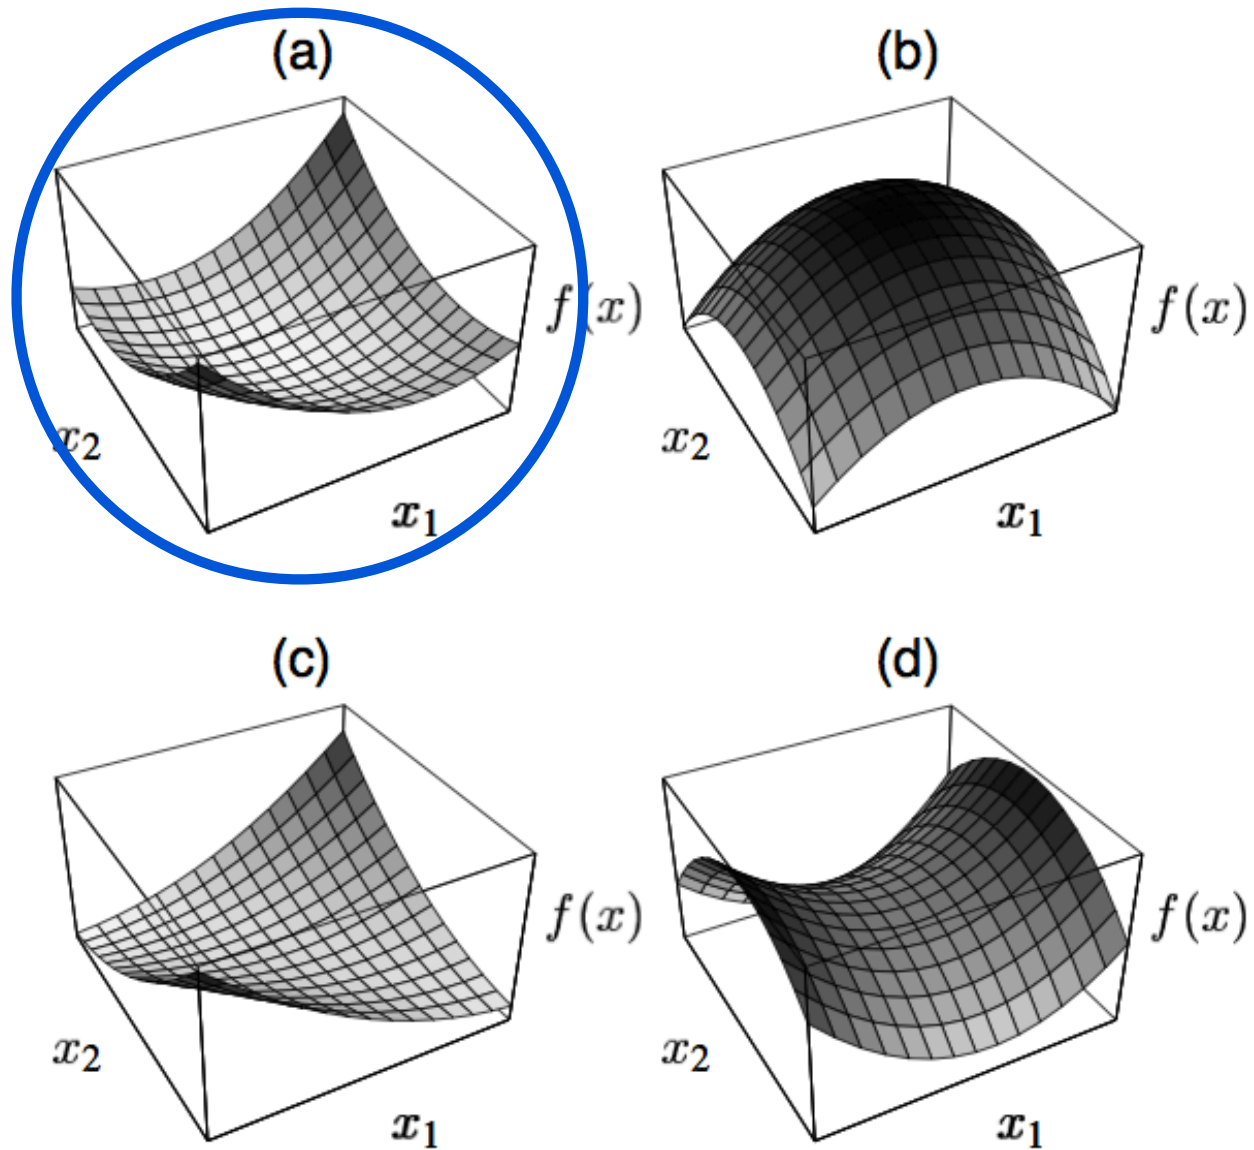 (a) (b)
f(x) f(x)
x₂ x₂
x₁ x₁
(c) (d)
f(x) f(x)
x₂ x₂
x₁ x₁